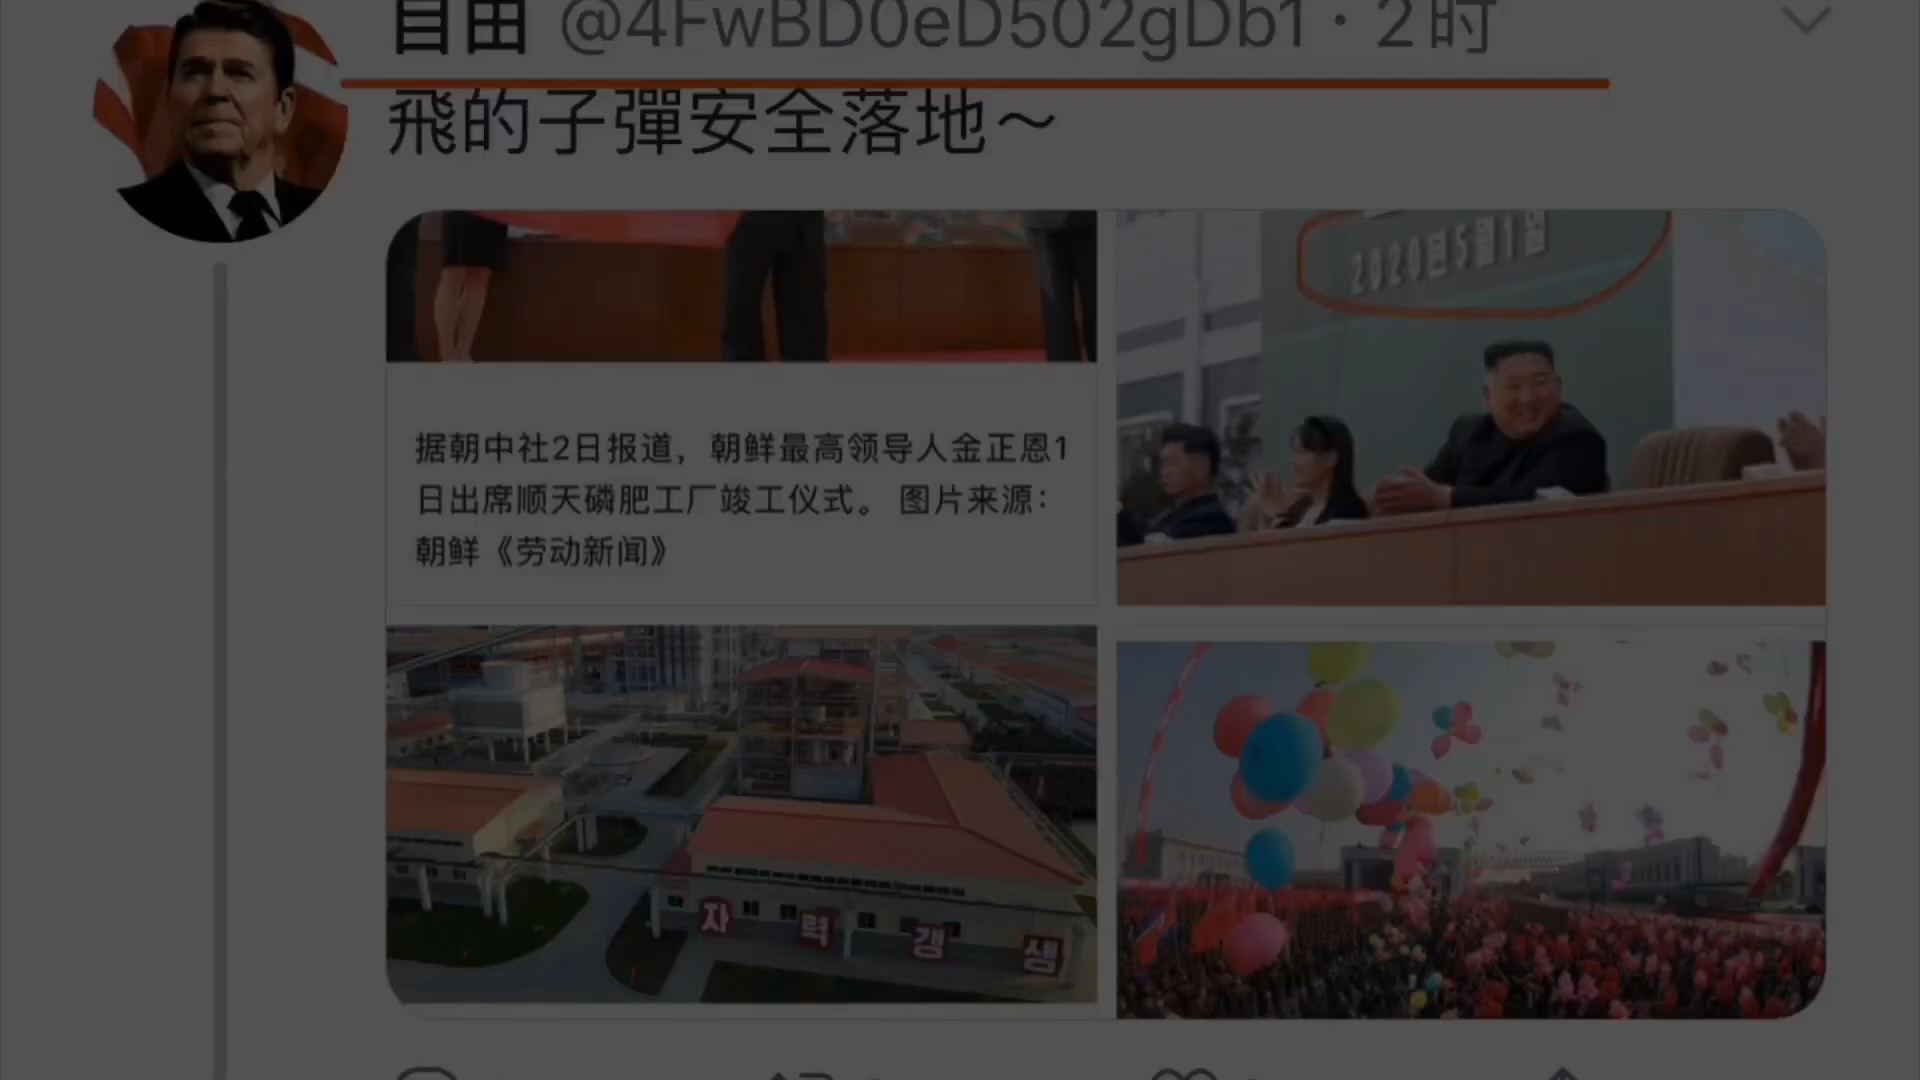 自由 @4FwBD0eD502gDb1 · 2时
飛的子彈安全落地～
2020년5월1일
据朝中社2日报道，朝鲜最高领导人金正恩1
日出席顺天磷肥工厂竣工仪式。 图片来源：
朝鲜《劳动新闻》
자력갱생